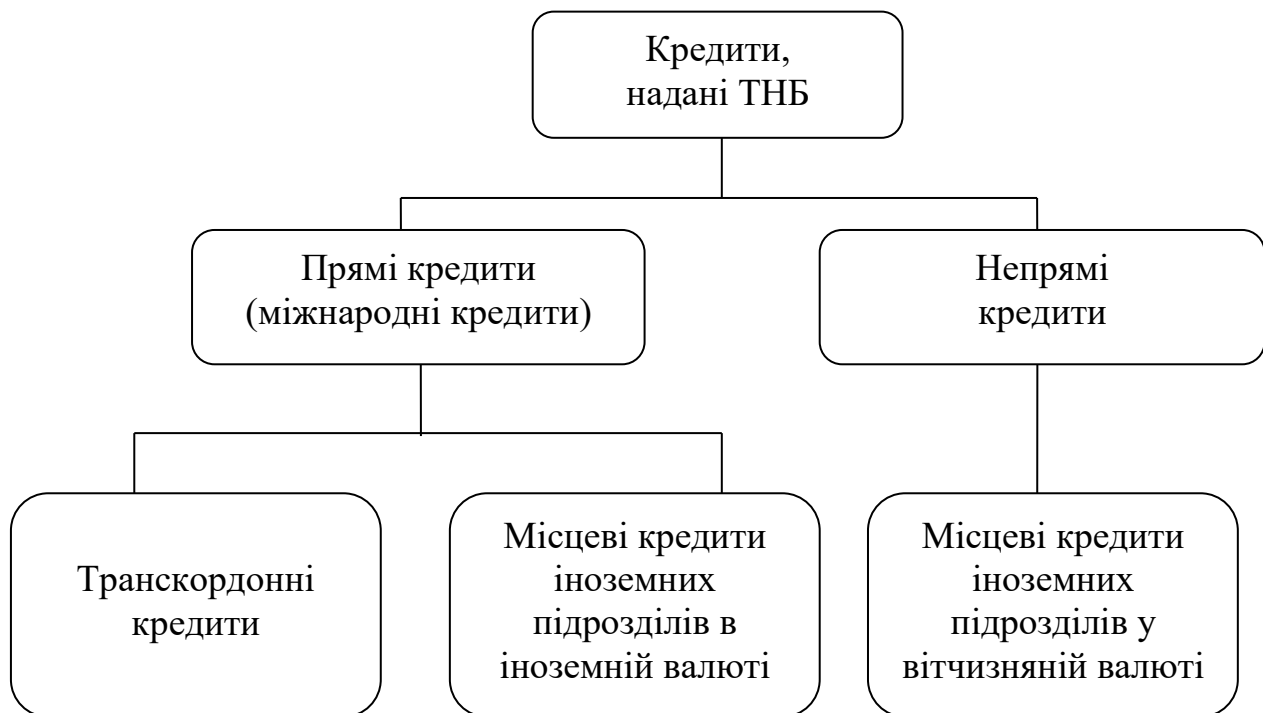 Кредити,
надані ТНБ
Прямі кредити
(міжнародні кредити)
Непрямі
кредити
Транскордонні
кредити
Місцеві кредити
іноземних
підрозділів в
іноземній валюті
Місцеві кредити
іноземних
підрозділів у
вітчизняній валюті